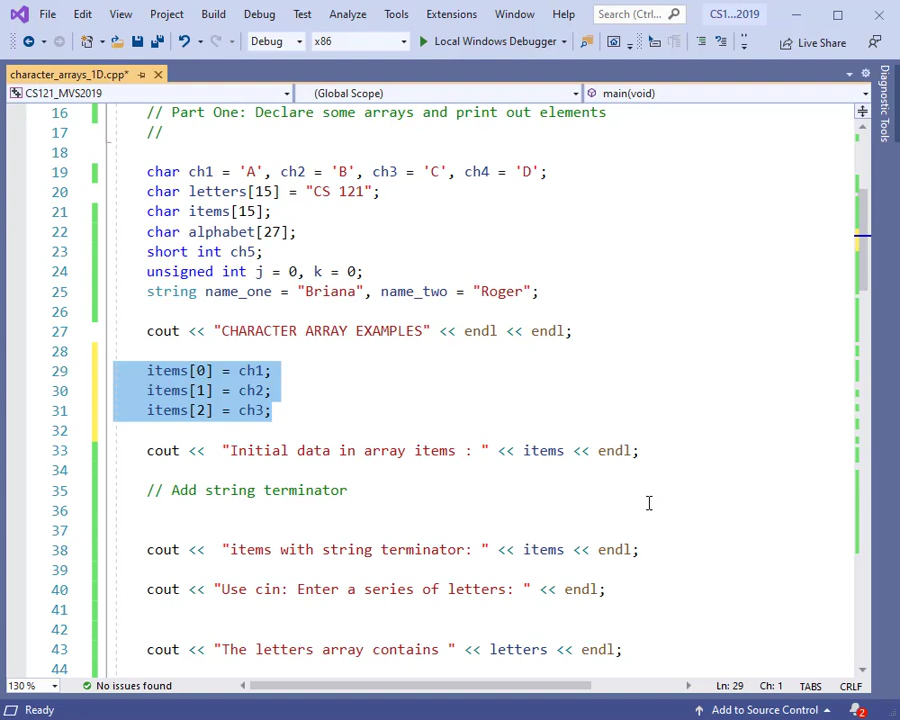 File Edit View Project Build Debug Test Analyze Tools Extensions Window Help Search (Ctrl... CS1...2019
Debug x86 Local Windows Debugger Live Share
character_arrays_1D.cpp*
CS121_MVS2019 (Global Scope) main(void)
Diagnostic Tools
16 // Part One: Declare some arrays and print out elements
17 //
18
19 char ch1 = 'A', ch2 = 'B', ch3 = 'C', ch4 = 'D';
20 char letters[15] = "CS 121";
21 char items[15];
22 char alphabet[27];
23 short int ch5;
24 unsigned int j = 0, k = 0;
25 string name_one = "Briana", name_two = "Roger";
26
27 cout << "CHARACTER ARRAY EXAMPLES" << endl << endl;
28
29 items[0] = ch1;
30 items[1] = ch2;
31 items[2] = ch3;
32
33 cout <<  "Initial data in array items : " << items << endl;
34
35 // Add string terminator
36
37
38 cout <<  "items with string terminator: " << items << endl;
39
40 cout << "Use cin: Enter a series of letters: " << endl;
41
42
43 cout << "The letters array contains " << letters << endl;
44
130 % No issues found Ln: 29 Ch: 1 TABS CRLF
Ready Add to Source Control 2